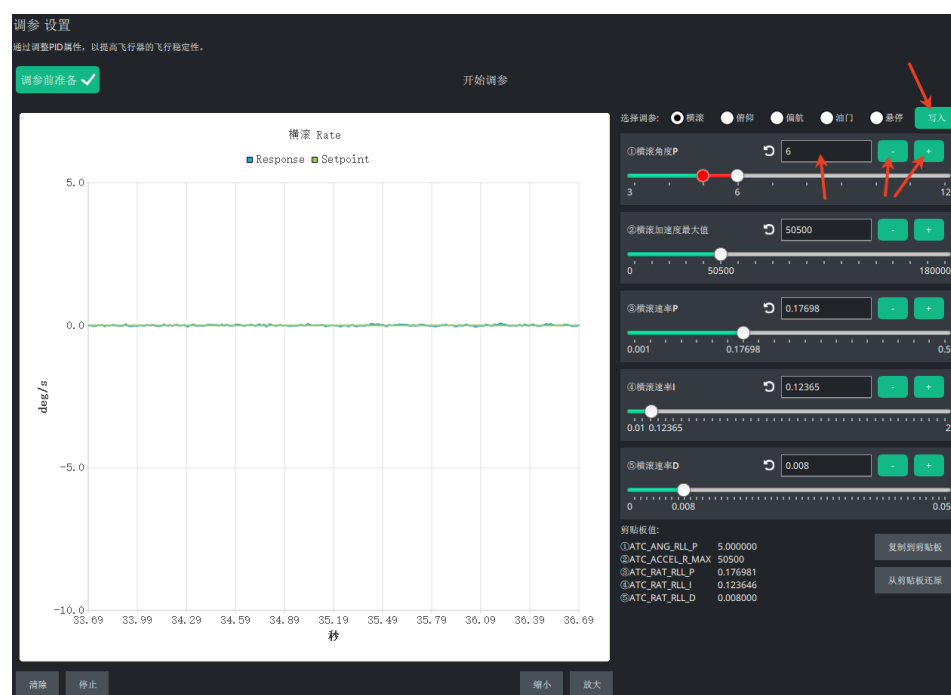 调参 设置
通过调整PID属性，以提高飞行器的飞行稳定性。
调参前准备
开始调参
选择调参: 横滚 俯仰 偏航 油门 悬停 写入
横滚 Rate
Response Setpoint
5.0
0.0
-5.0
-10.0
deg/s
33.69 33.99 34.29 34.59 34.89 35.19 35.49 35.79 36.09 36.39 36.69
秒
①横滚角度P 6 - +
3 6 12
②横滚加速度最大值 50500 - +
0 50500 180000
③横滚速率P 0.17698 - +
0.001 0.17698 0.5
④横滚速率I 0.12365 - +
0.01 0.12365 2
⑤横滚速率D 0.008 - +
0 0.008 0.05
剪贴板值:
①ATC_ANG_RLL_P 5.000000
②ATC_ACCEL_R_MAX 50500
③ATC_RAT_RLL_P 0.176981
④ATC_RAT_RLL_I 0.123646
⑤ATC_RAT_RLL_D 0.008000
复制到剪贴板
从剪贴板还原
清除 停止 缩小 放大